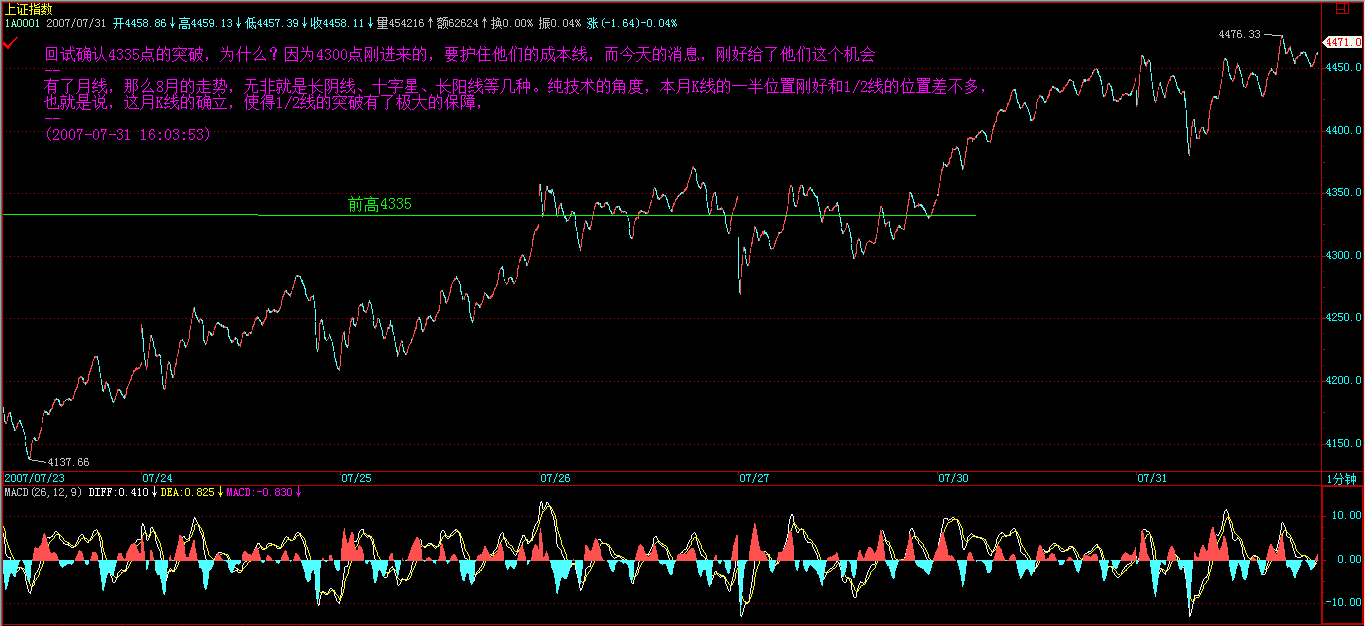 上证指数
1A0001 2007/07/31 开4458.86↓高4459.13↓低4457.39↓收4458.11↓量454216↑额62624↑换0.00% 振0.04% 涨(-1.64)-0.04%
4476.33
4471.0
回试确认4335点的突破，为什么？因为4300点刚进来的，要护住他们的成本线，而今天的消息，刚好给了他们这个机会
--
有了月线，那么8月的走势，无非就是长阴线、十字星、长阳线等几种。纯技术的角度，本月K线的一半位置刚好和1/2线的位置差不多，
也就是说，这月K线的确立，使得1/2线的突破有了极大的保障，
--
(2007-07-31 16:03:53)
4450.0
4400.0
4350.0
前高4335
4300.0
4250.0
4200.0
4150.0
4137.66
2007/07/23 07/24 07/25 07/26 07/27 07/30 07/31 1分钟
MACD(26,12,9) DIFF:0.410↓DEA:0.825↓MACD:-0.830↓
10.00
0.00
-10.00